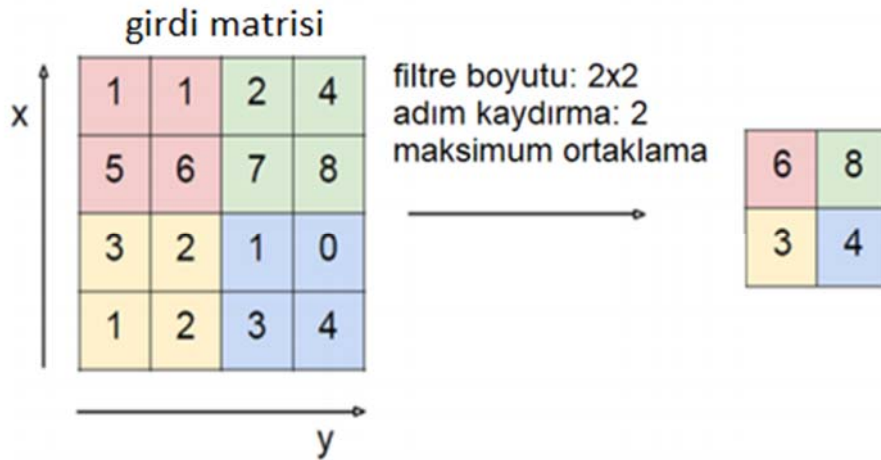 girdi matrisi
x
1 1 2 4
5 6 7 8
3 2 1 0
1 2 3 4
y
filtre boyutu: 2x2
adım kaydırma: 2
maksimum ortaklama
6 8
3 4